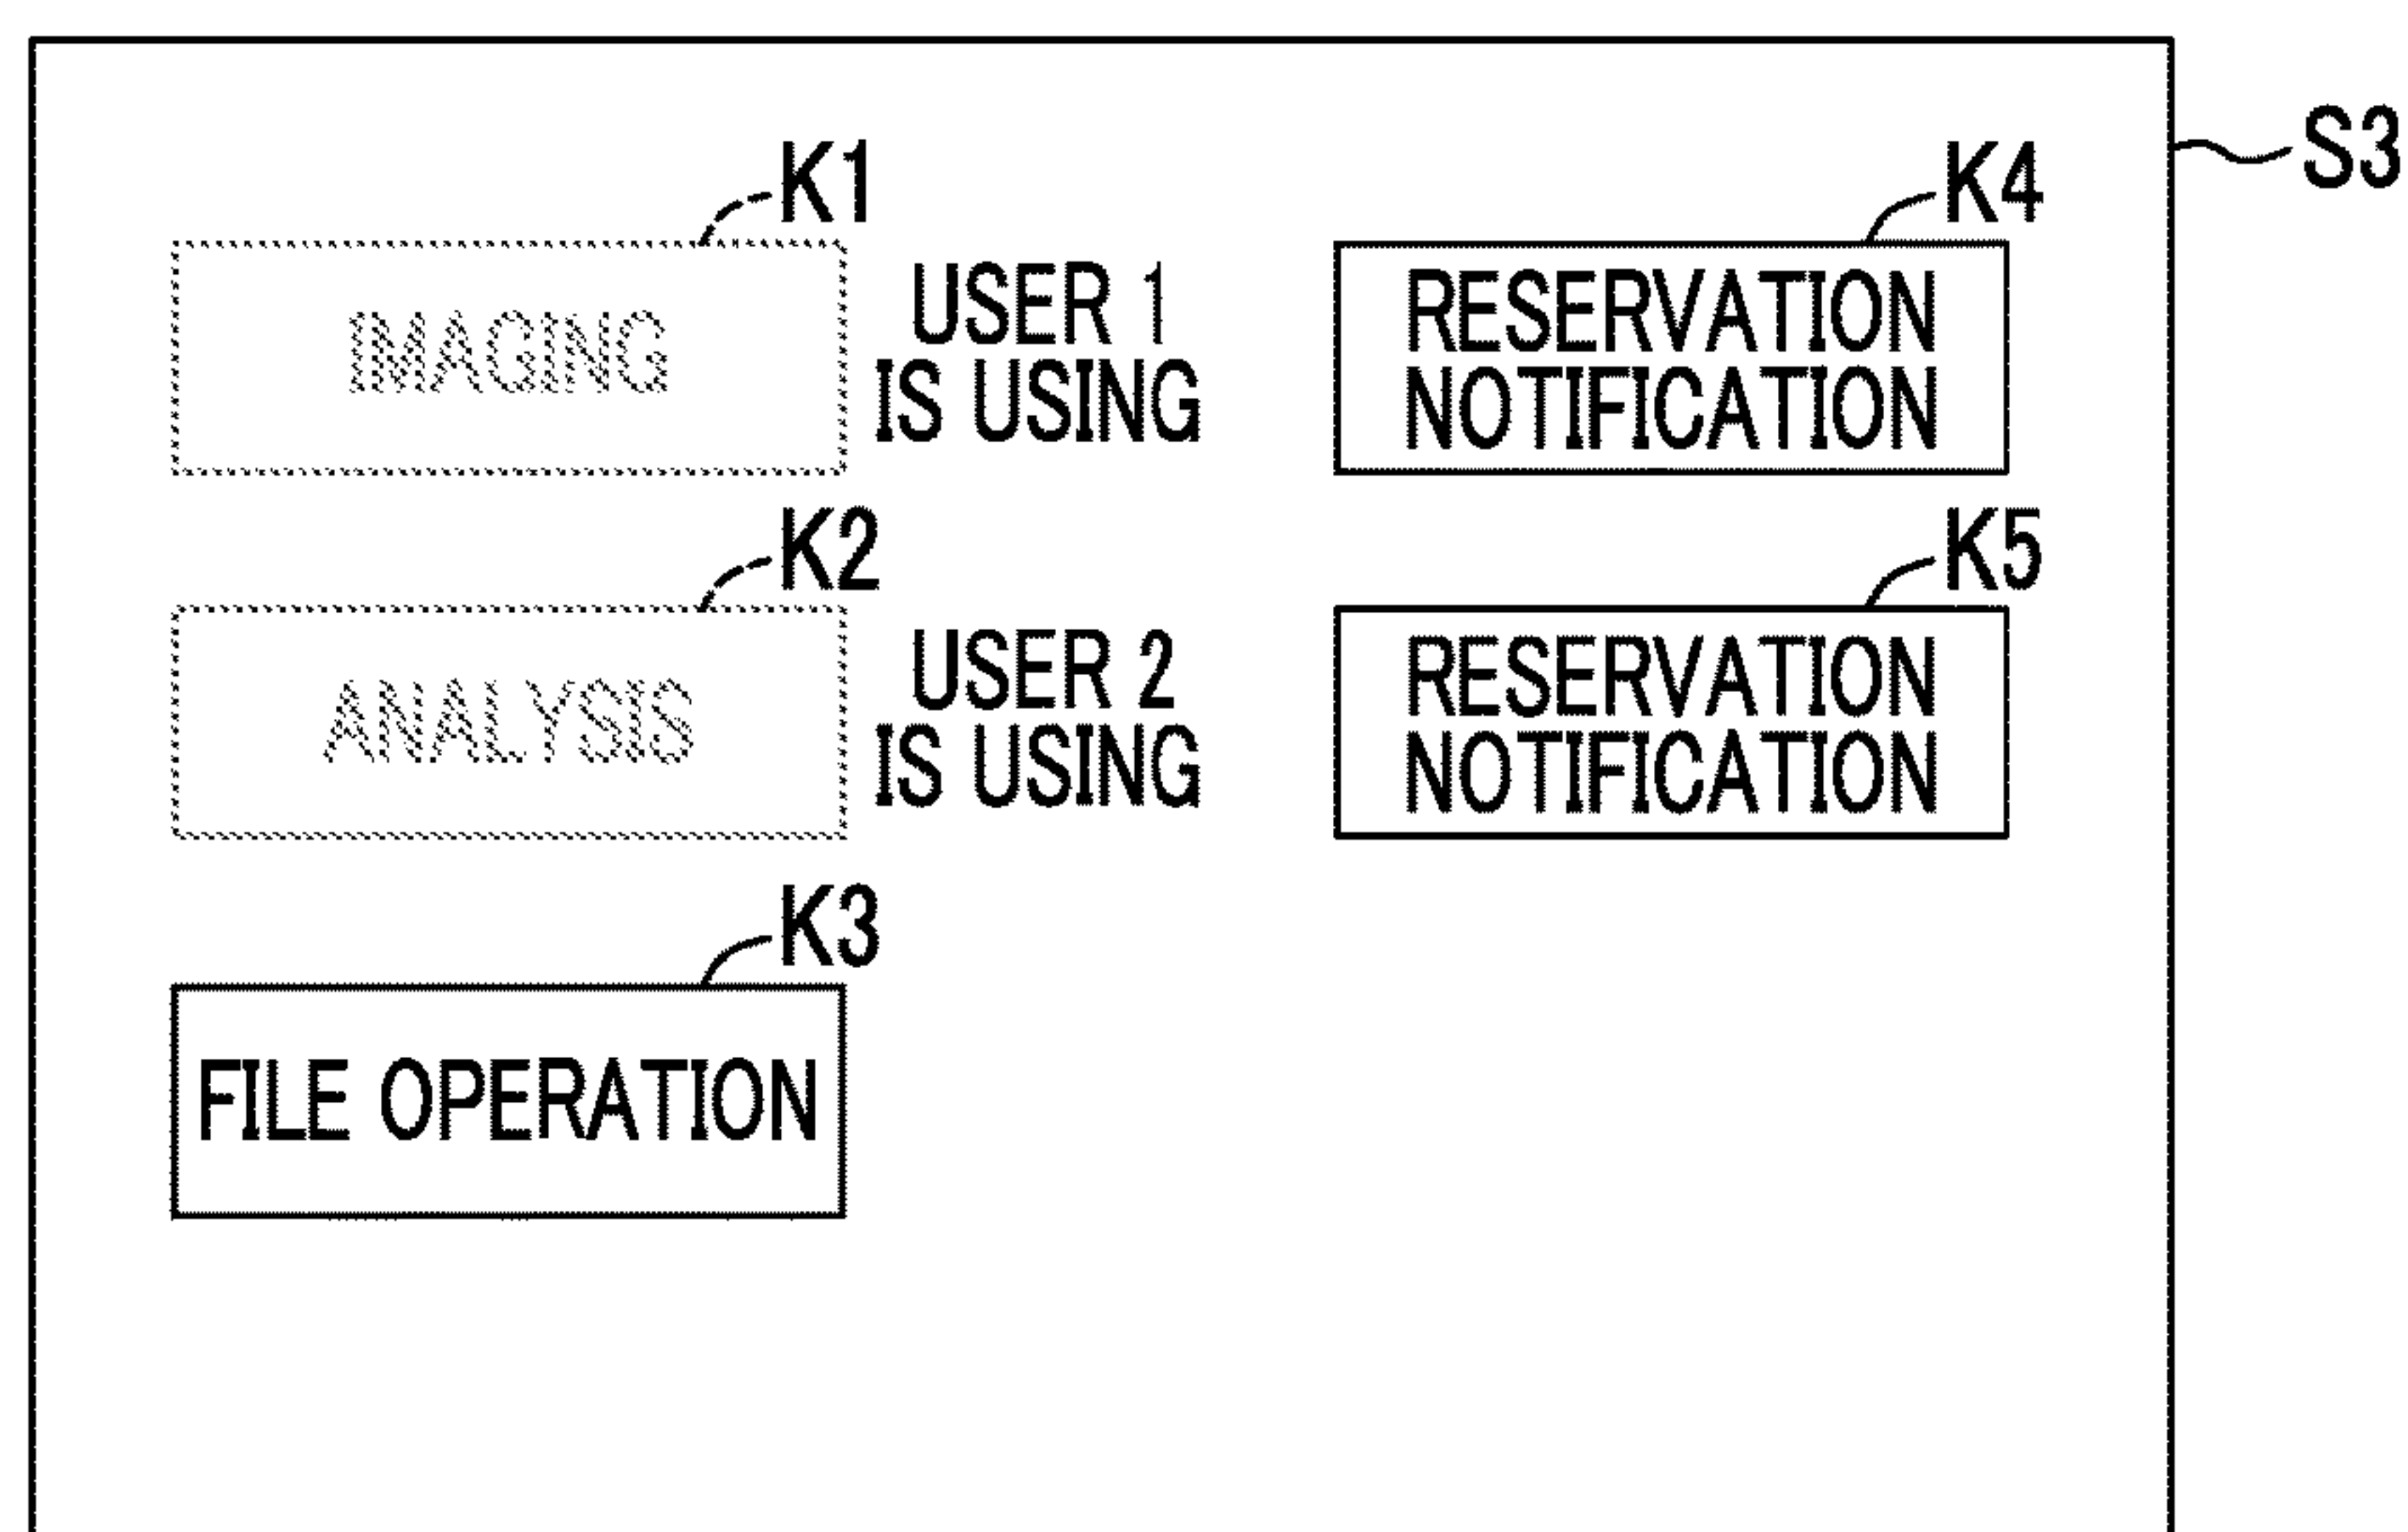 S3
K1
IMAGING
USER 1
IS USING
K4
RESERVATION
NOTIFICATION
K2
ANALYSIS
USER 2
IS USING
K5
RESERVATION
NOTIFICATION
K3
FILE OPERATION